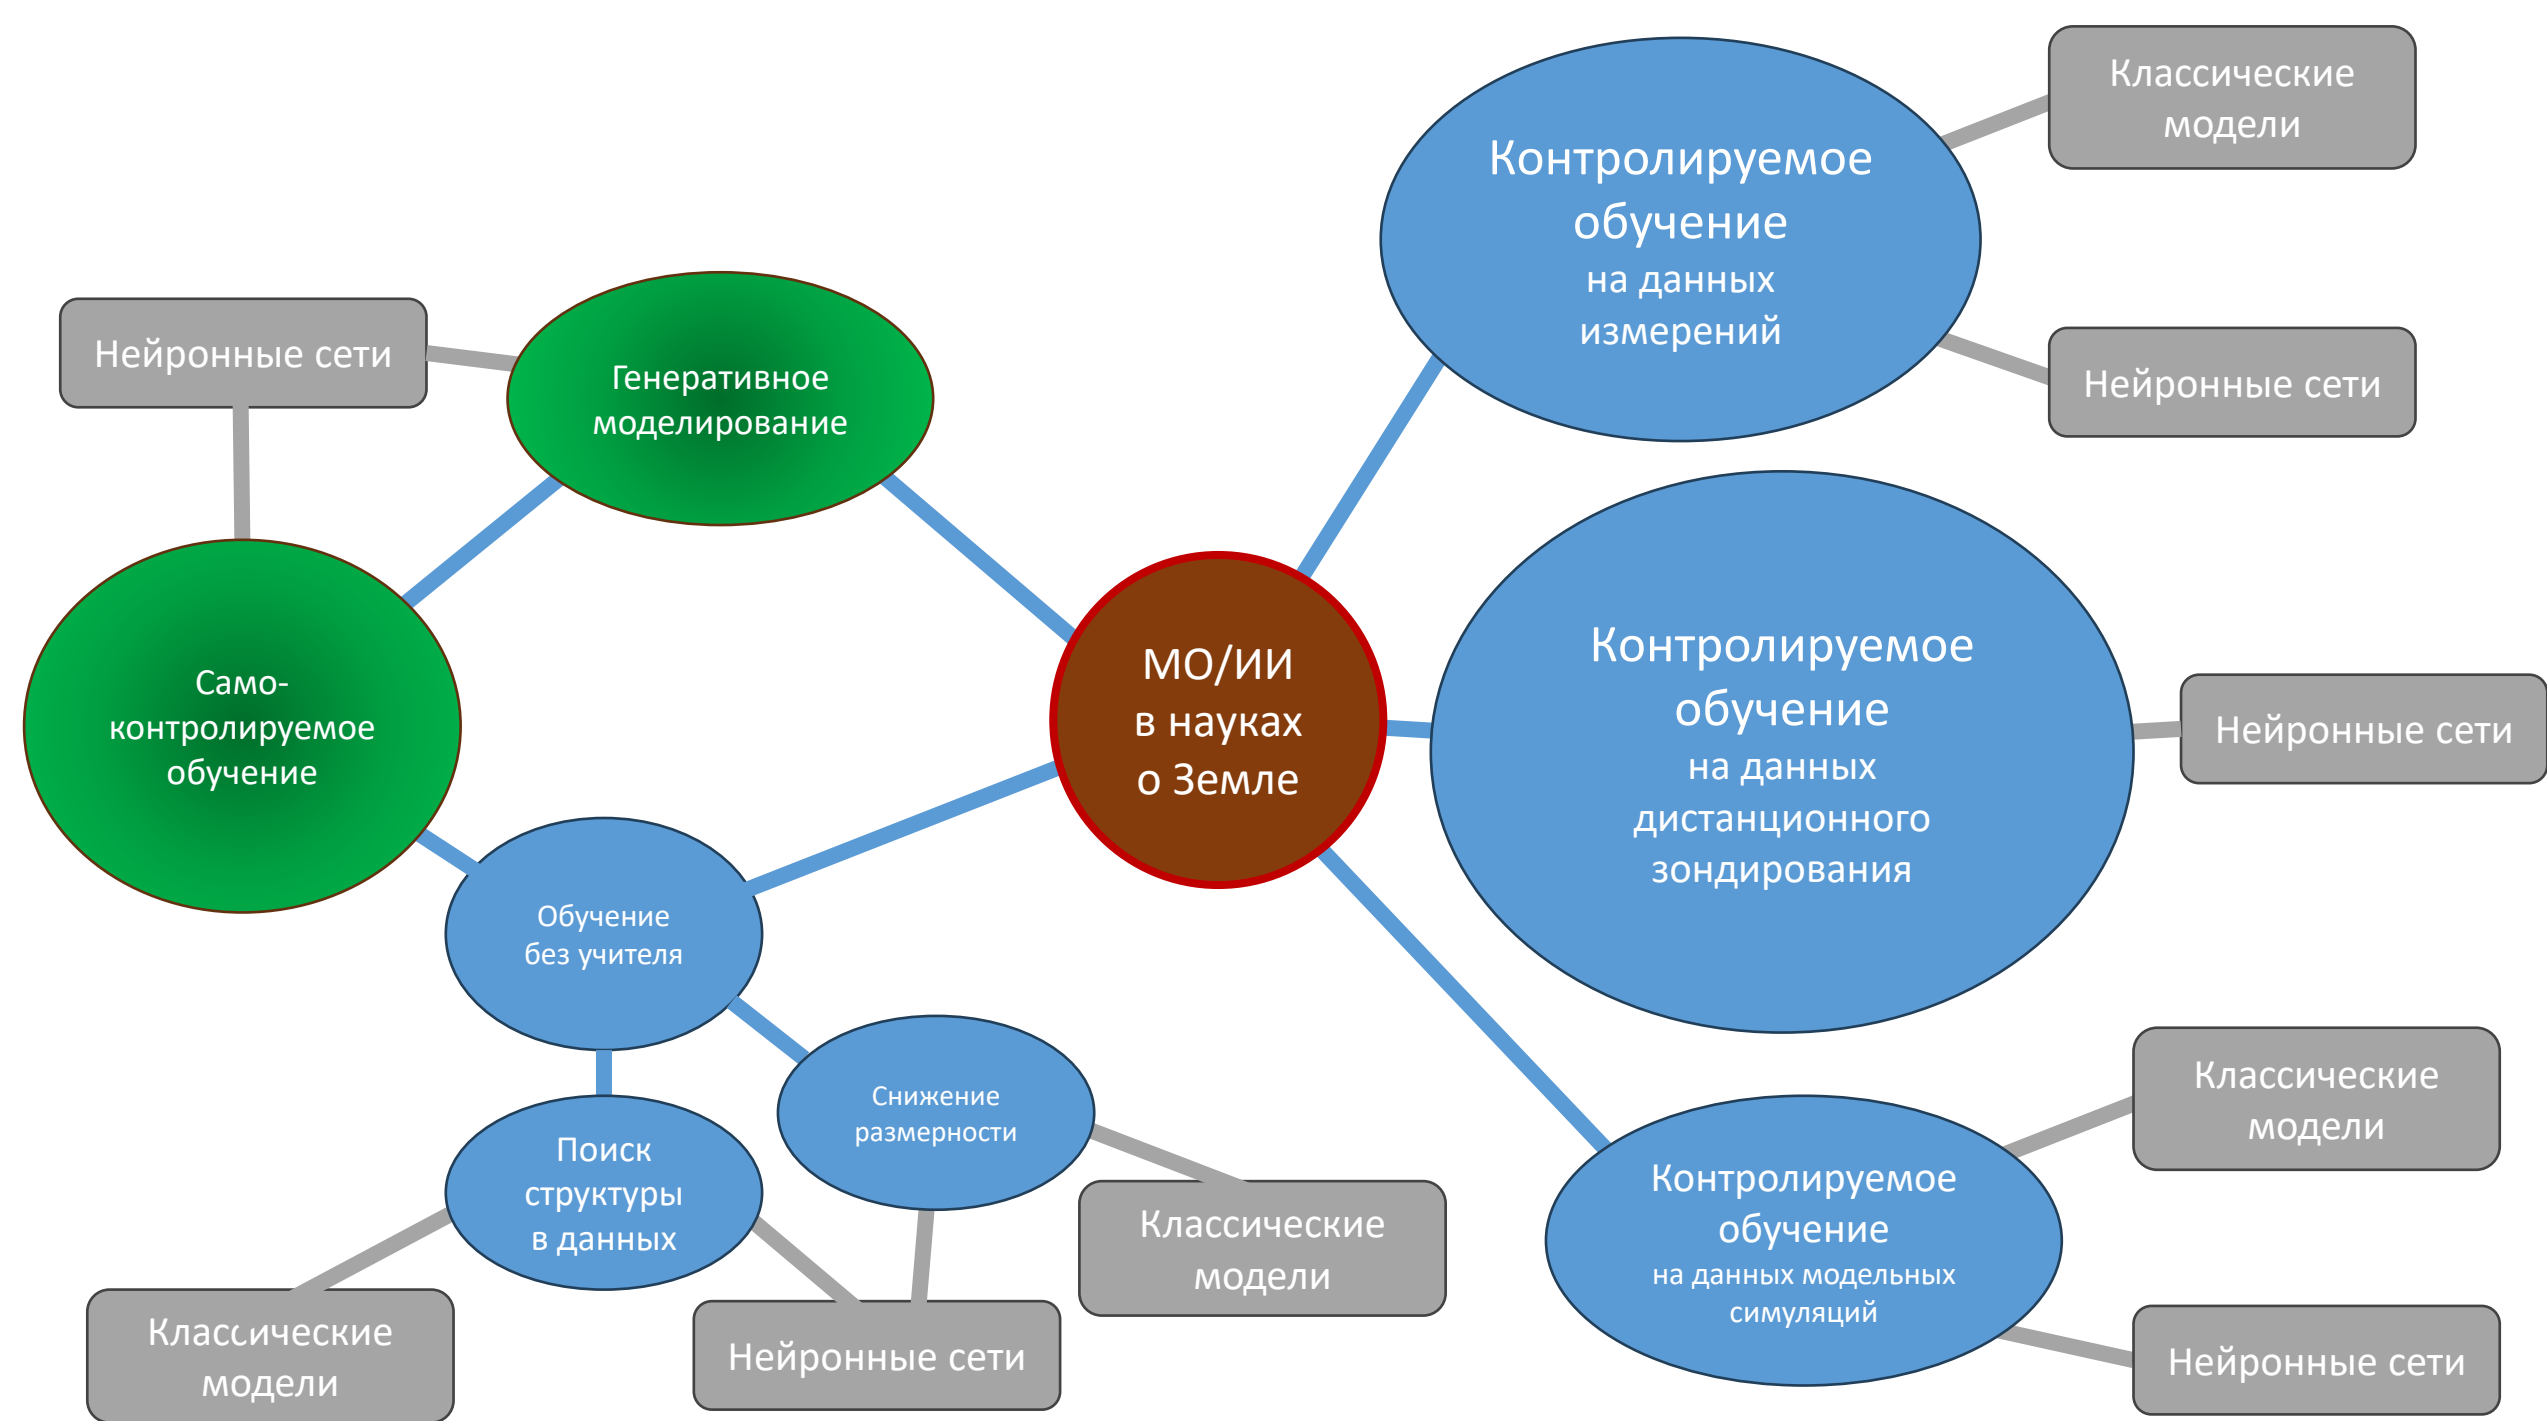 Классические
модели
Контролируемое
обучение
на данных
измерений
Нейронные сети
Нейронные сети
Генеративное
моделирование
Само-
контролируемое
обучение
МО/ИИ
в науках
о Земле
Контролируемое
обучение
на данных
дистанционного
зондирования
Нейронные сети
Обучение
без учителя
Снижение
размерности
Поиск
структуры
в данных
Классические
модели
Контролируемое
обучение
на данных модельных
симуляций
Классические
модели
Классические
модели
Нейронные сети
Нейронные сети